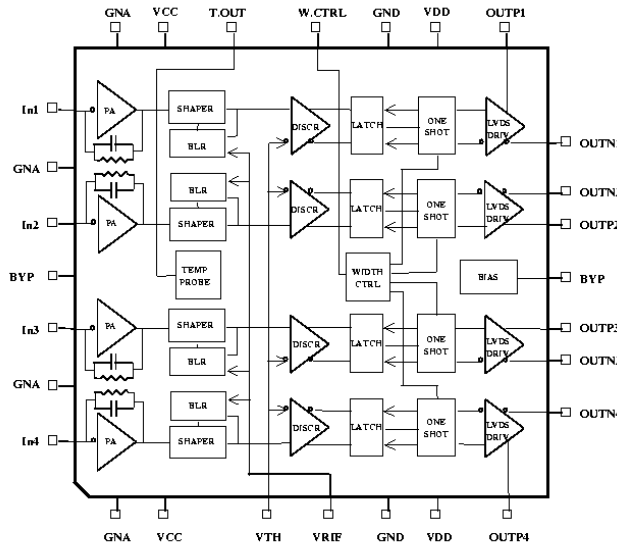 GNA VCC T.OUT W.CTRL GND VDD OUTP1
In1 PA SHAPER DISCR LATCH ONE SHOT LVDS DRIV
BLR
OUTN1
GNA
BLR
OUTN2
In2 PA SHAPER DISCR LATCH ONE SHOT LVDS DRIV OUTP2
BYP TEMP PROBE WIDTH CTRL BIAS BYP
In3 PA SHAPER DISCR LATCH ONE SHOT LVDS DRIV OUTP3
BLR
OUTN3
GNA
BLR
OUTN4
In4 PA SHAPER DISCR LATCH ONE SHOT LVDS DRIV
GNA VCC VTH VRIF GND VDD OUTP4